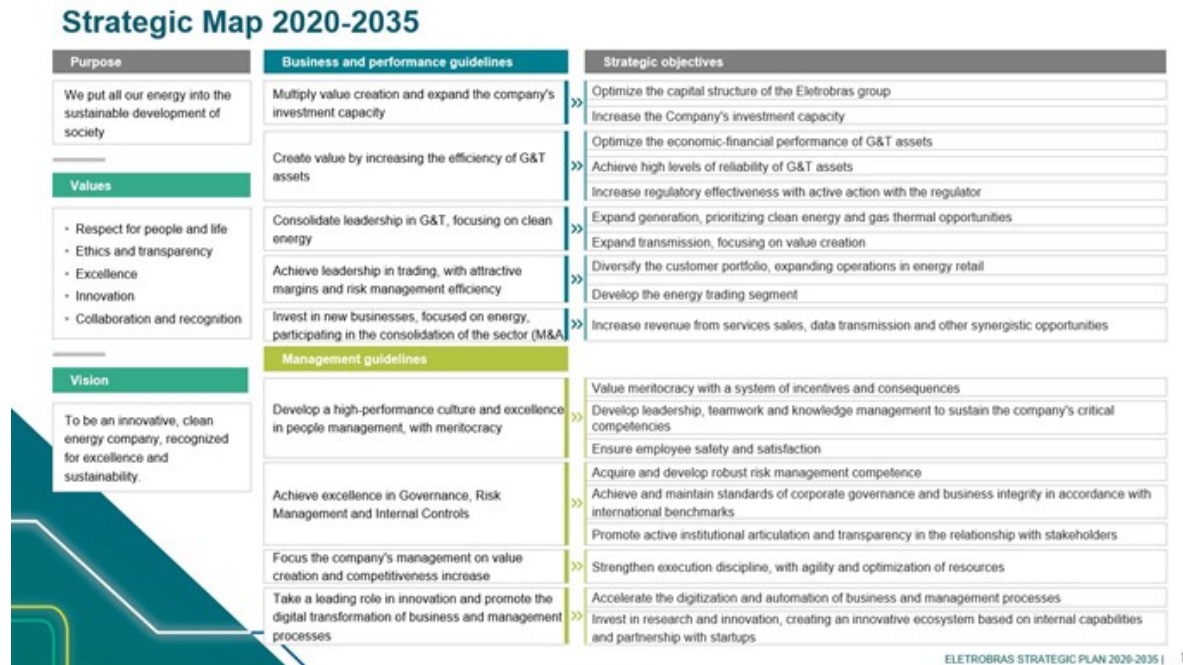 Strategic Map 2020-2035
Purpose
We put all our energy into the
sustainable development of
society
Values
• Respect for people and life
• Ethics and transparency
• Excellence
• Innovation
• Collaboration and recognition
Vision
To be an innovative, clean
energy company, recognized
for excellence and
sustainability.
Business and performance guidelines
Strategic objectives
Multiply value creation and expand the company's
investment capacity
»
Optimize the capital structure of the Eletrobras group
Increase the Company's investment capacity
Create value by increasing the efficiency of G&T
assets
»
Optimize the economic-financial performance of G&T assets
Achieve high levels of reliability of G&T assets
Increase regulatory effectiveness with active action with the regulator
Consolidate leadership in G&T, focusing on clean
energy
»
Expand generation, prioritizing clean energy and gas thermal opportunities
Expand transmission, focusing on value creation
Achieve leadership in trading, with attractive
margins and risk management efficiency
»
Diversify the customer portfolio, expanding operations in energy retail
Develop the energy trading segment
Invest in new businesses, focused on energy,
participating in the consolidation of the sector (M&A
»
Increase revenue from services sales, data transmission and other synergistic opportunities
Management guidelines
Develop a high-performance culture and excellence
in people management, with meritocracy
»
Value meritocracy with a system of incentives and consequences
Develop leadership, teamwork and knowledge management to sustain the company's critical
competencies
Ensure employee safety and satisfaction
Achieve excellence in Governance, Risk
Management and Internal Controls
»
Acquire and develop robust risk management competence
Achieve and maintain standards of corporate governance and business integrity in accordance with
international benchmarks
Promote active institutional articulation and transparency in the relationship with stakeholders
Focus the company's management on value
creation and competitiveness increase
»
Strengthen execution discipline, with agility and optimization of resources
Take a leading role in innovation and promote the
digital transformation of business and management
processes
»
Accelerate the digitization and automation of business and management processes
Invest in research and innovation, creating an innovative ecosystem based on internal capabilities
and partnership with startups
ELETROBRAS STRATEGIC PLAN 2020-2035 |